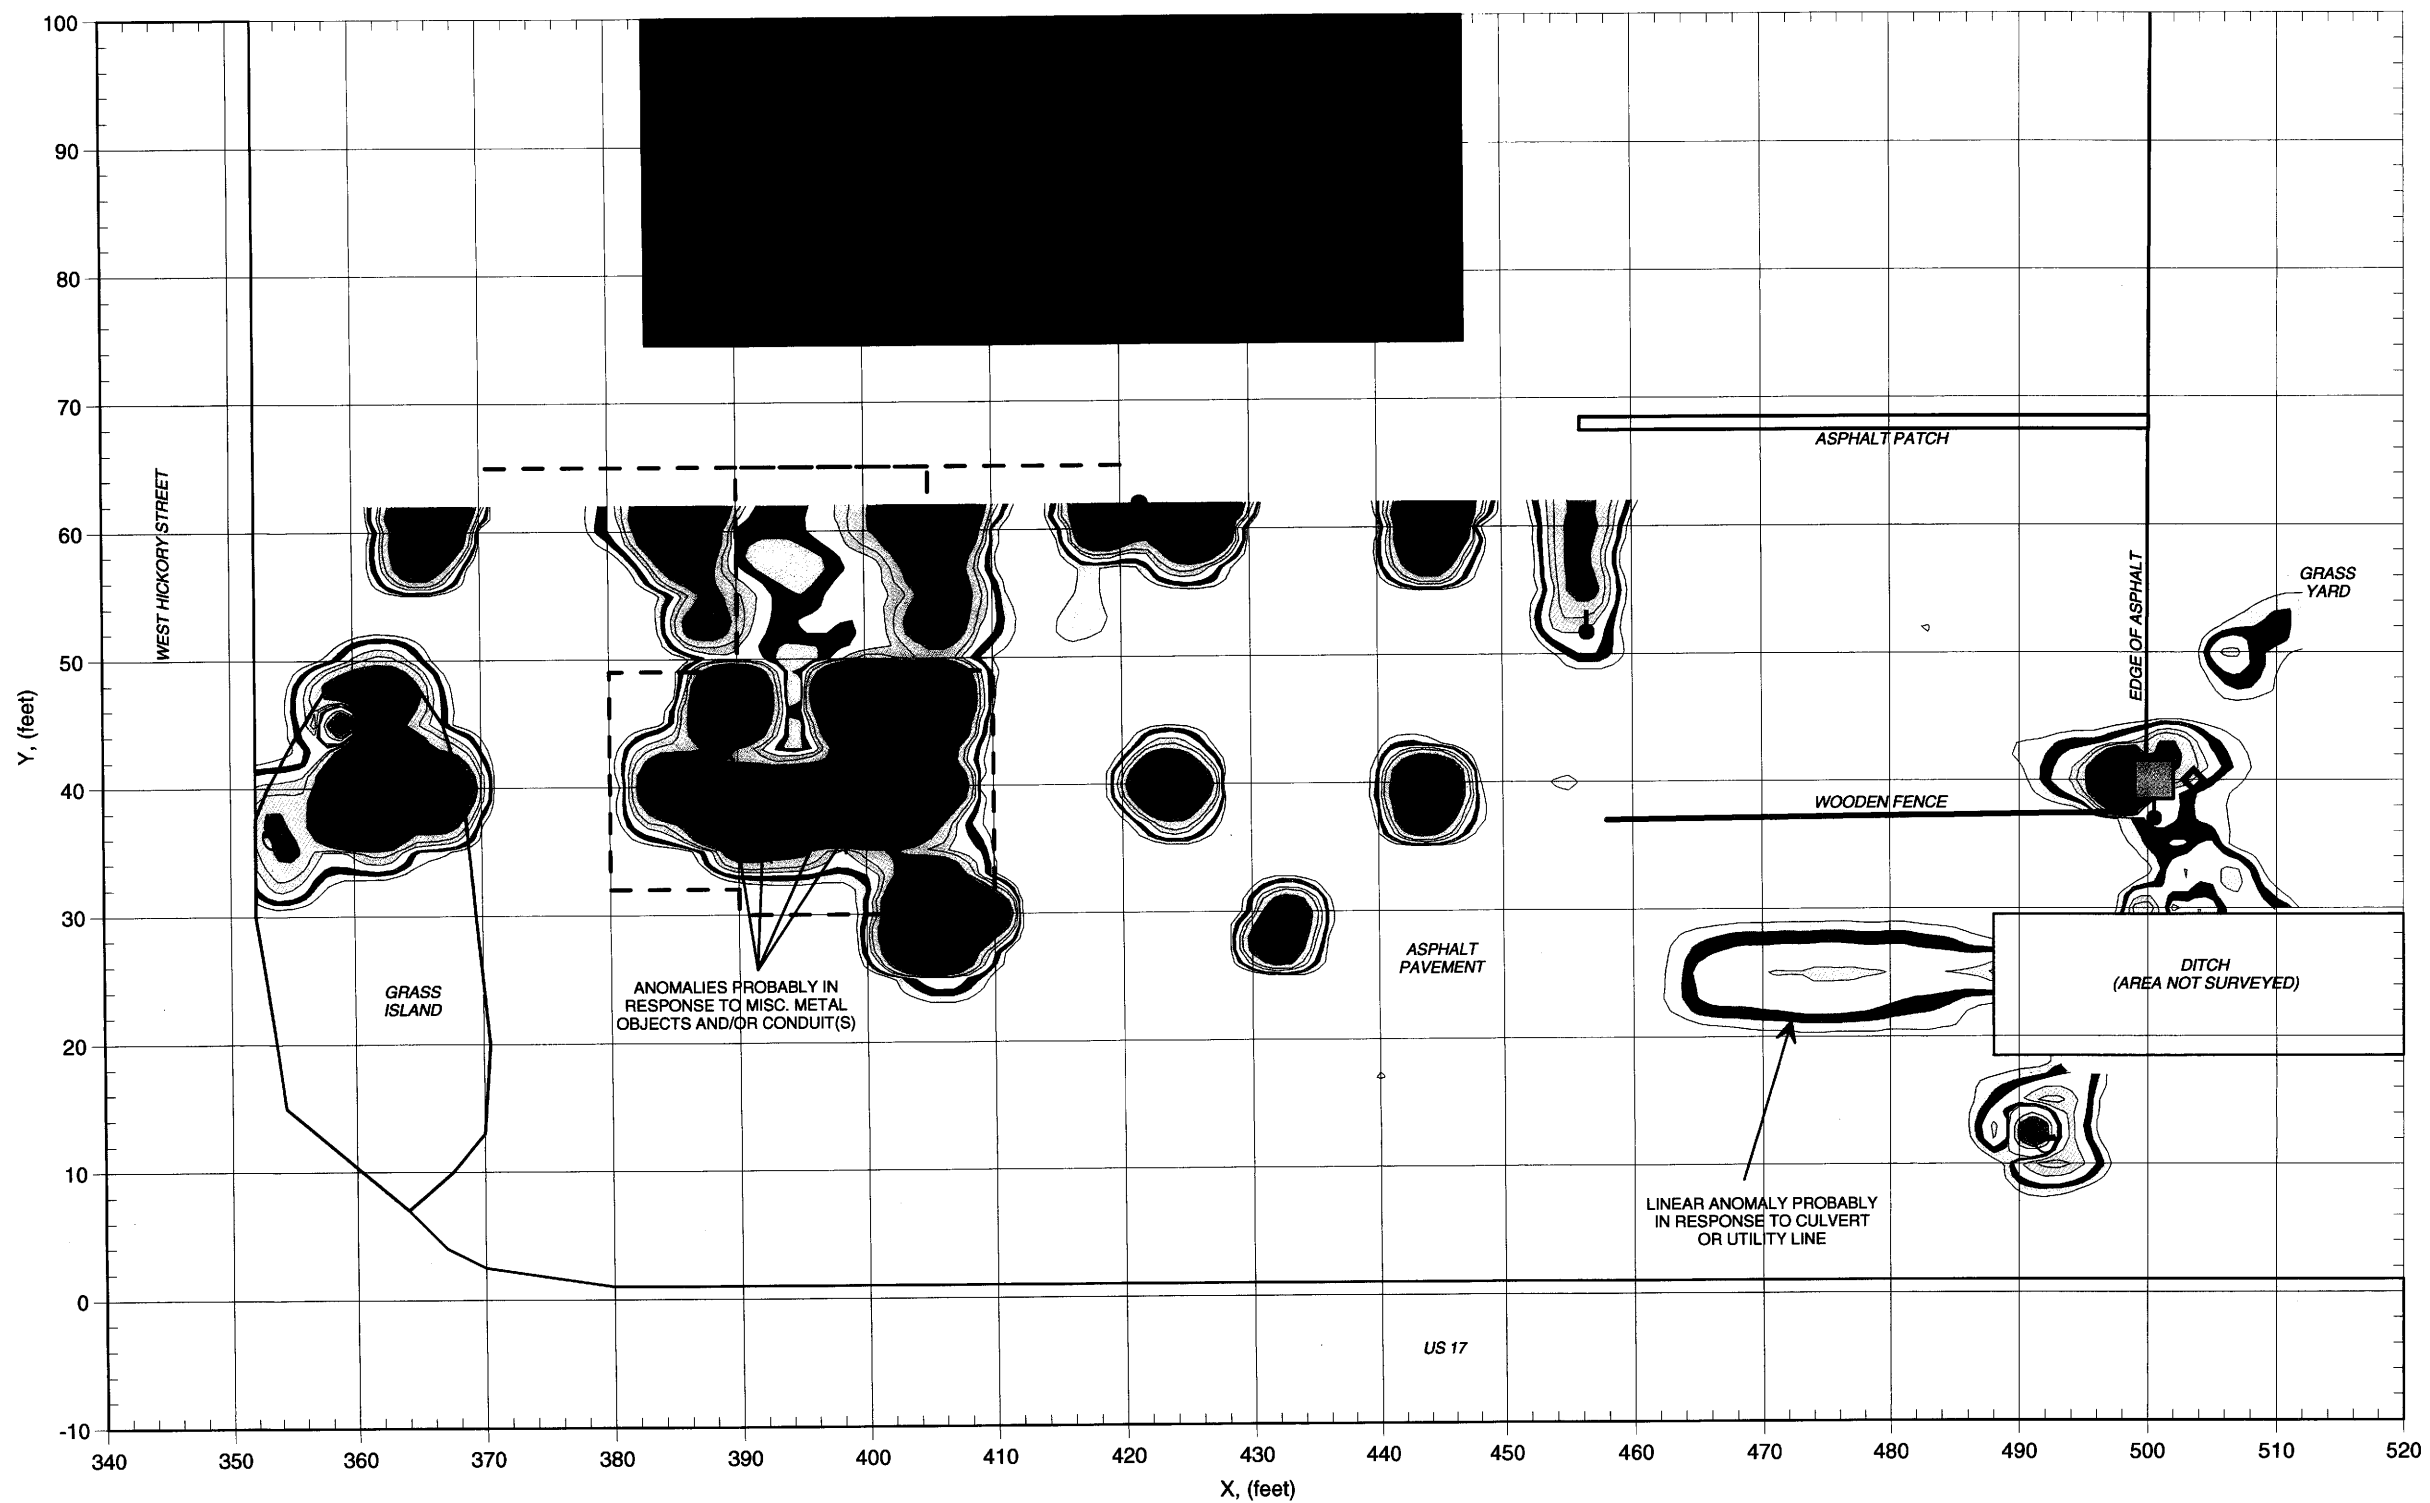 100
90
80
70
60
50
40
30
20
10
0
-10
Y, (feet)
WEST HICKORY STREET
ASPHALT PATCH
EDGE OF ASPHALT
GRASS
YARD
WOODEN FENCE
ASPHALT
PAVEMENT
DITCH
(AREA NOT SURVEYED)
GRASS
ISLAND
ANOMALIES PROBABLY IN
RESPONSE TO MISC. METAL
OBJECTS AND/OR CONDUIT(S)
LINEAR ANOMALY PROBABLY
IN RESPONSE TO CULVERT
OR UTILITY LINE
US 17
340 350 360 370 380 390 400 410 420 430 440 450 460 470 480 490 500 510 520
X, (feet)